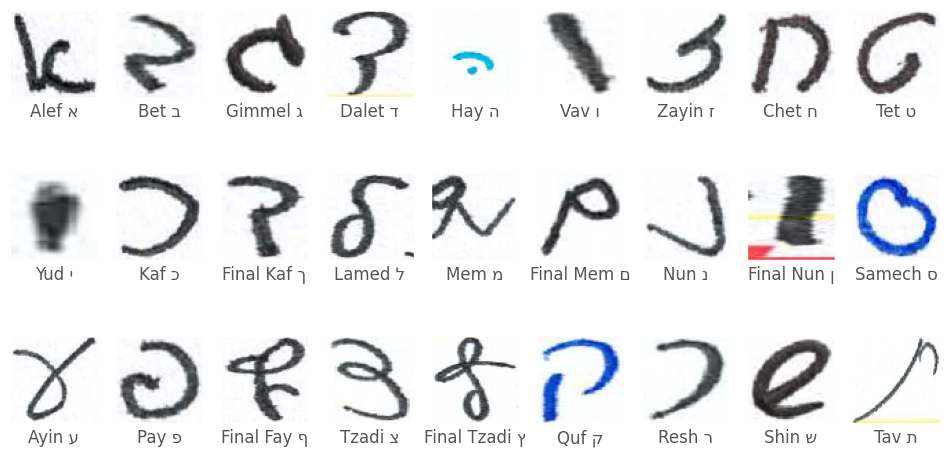 Alef א Bet ב Gimmel ג Dalet ד Hay ה Vav ו Zayin ז Chet ח Tet ט
Yud י Kaf כ Final Kaf ך Lamed ל Mem מ Final Mem ם Nun נ Final Nun ן Samech ס
Ayin ע Pay פ Final Fay ף Tzadi צ Final Tzadi ץ Quf ק Resh ר Shin ש Tav ת